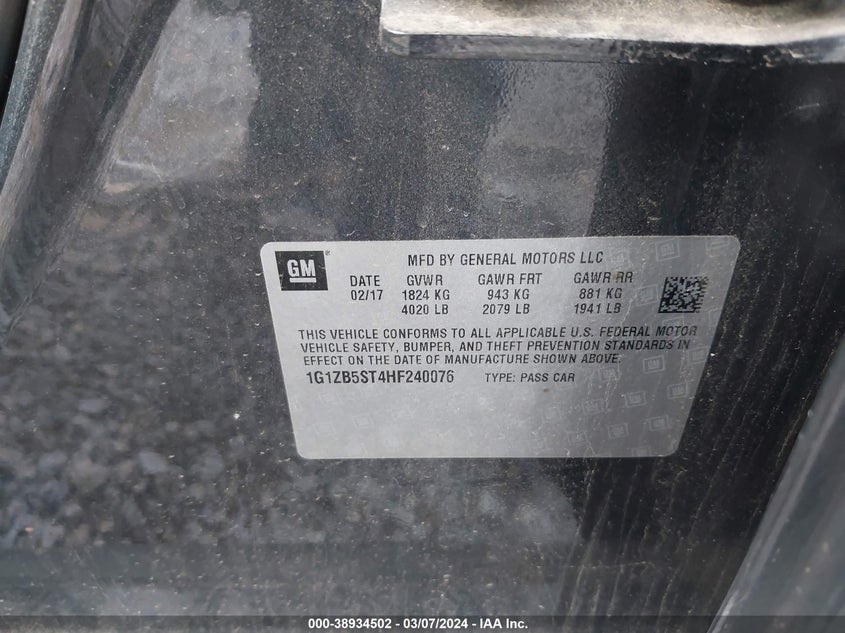 GM
MFD BY GENERAL MOTORS LLC
DATE GVWR GAWR FRT GAWR RR
02/17 1824 KG 943 KG 881 KG
4020 LB 2079 LB 1941 LB
THIS VEHICLE CONFORMS TO ALL APPLICABLE U.S. FEDERAL MOTOR
VEHICLE SAFETY, BUMPER, AND THEFT PREVENTION STANDARDS IN
EFFECT ON THE DATE OF MANUFACTURE SHOWN ABOVE.
1G1ZB5ST4HF240076 TYPE: PASS CAR
000-38934502 - 03/07/2024 - IAA Inc.